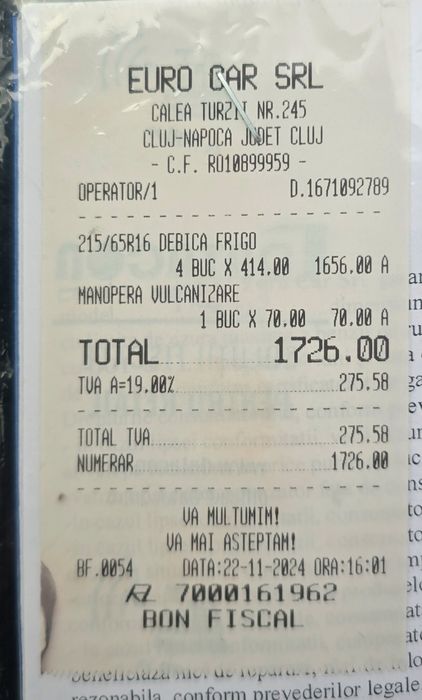 EURO CAR SRL
CALEA TURZII NR.245
CLUJ-NAPOCA JUDET CLUJ
- C.F. RO10899959 -
OPERATOR/1 D.1671092789
- - - - - - - - - - - - - - - - - - - - -
215/65R16 DEBICA FRIGO
4 BUC X 414.00 1656.00 A
MANOPERA VULCANIZARE
1 BUC X 70.00 70.00 A
TOTAL 1726.00
TVA A=19.00% 275.58
- - - - - - - - - - - - - - - - - - - - -
TOTAL TVA 275.58
NUMERAR 1726.00
- - - - - - - - - - - - - - - - - - - - -
VA MULTUMIM!
VA MAI ASTEPTAM!
BF.0054 DATA:22-11-2024 ORA:16:01
7000161962
BON FISCAL
rezonabila, conform prevederilor legale